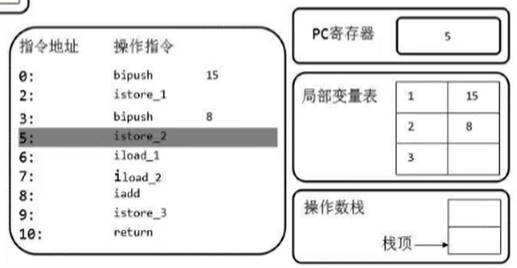 指令地址 操作指令
0: bipush 15
2: istore_1
3: bipush 8
5: istore_2
6: iload_1
7: iload_2
8: iadd
9: istore_3
10: return
PC寄存器 5
局部变量表
1 15
2 8
3
操作数栈
栈顶